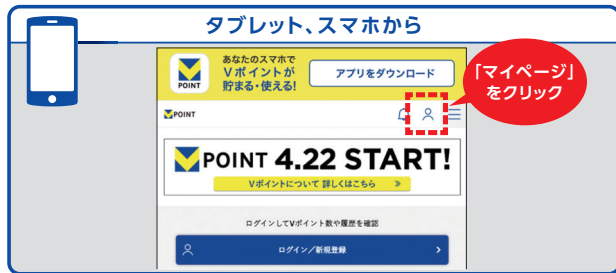 タブレット、スマホから
あなたのスマホで
Vポイントが
貯まる・使える!
POINT
アプリをダウンロード
「マイページ」
をクリック
POINT
POINT 4.22 START!
Vポイントについて 詳しくはこちら »
ログインしてVポイント数や履歴を確認
ログイン/新規登録 ›